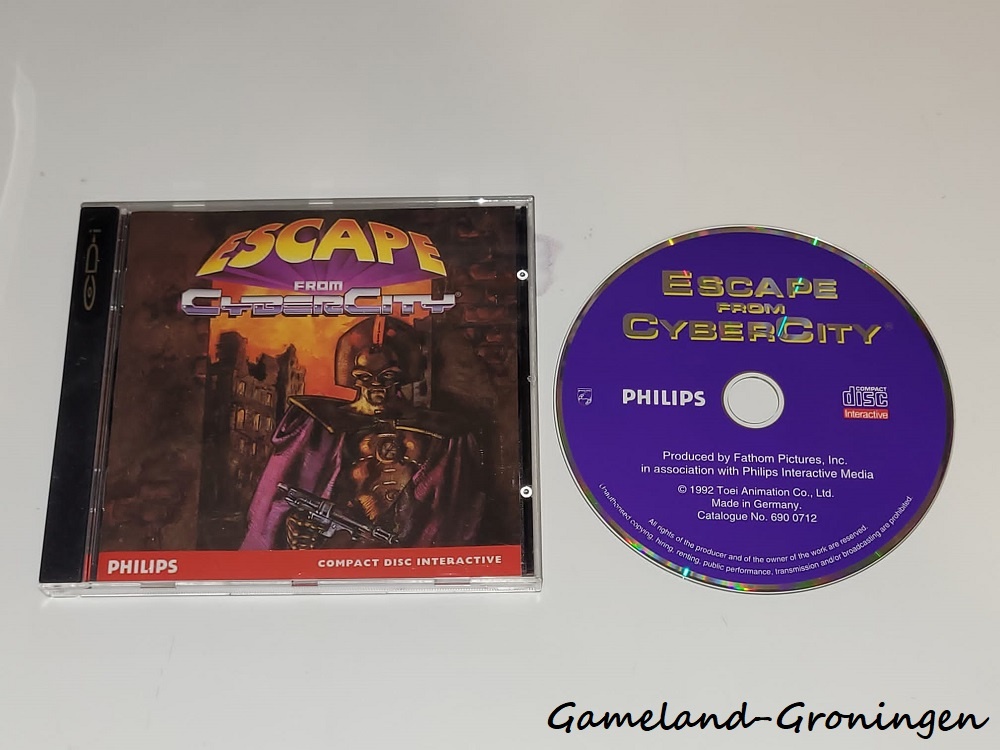 CD-i
ESCAPE
FROM
CYBERCITY®
PHILIPS
COMPACT DISC INTERACTIVE
ESCAPE
FROM
CYBERCITY®
PHILIPS
COMPACT
disc
Interactive
Produced by Fathom Pictures, Inc.
in association with Philips Interactive Media
© 1992 Toei Animation Co., Ltd.
Made in Germany.
Catalogue No. 690 0712
All rights of the producer and of the owner of the work are reserved.
Unauthorised copying, hiring, renting, public performance, transmission and/or broadcasting are prohibited.
Gameland-Groningen